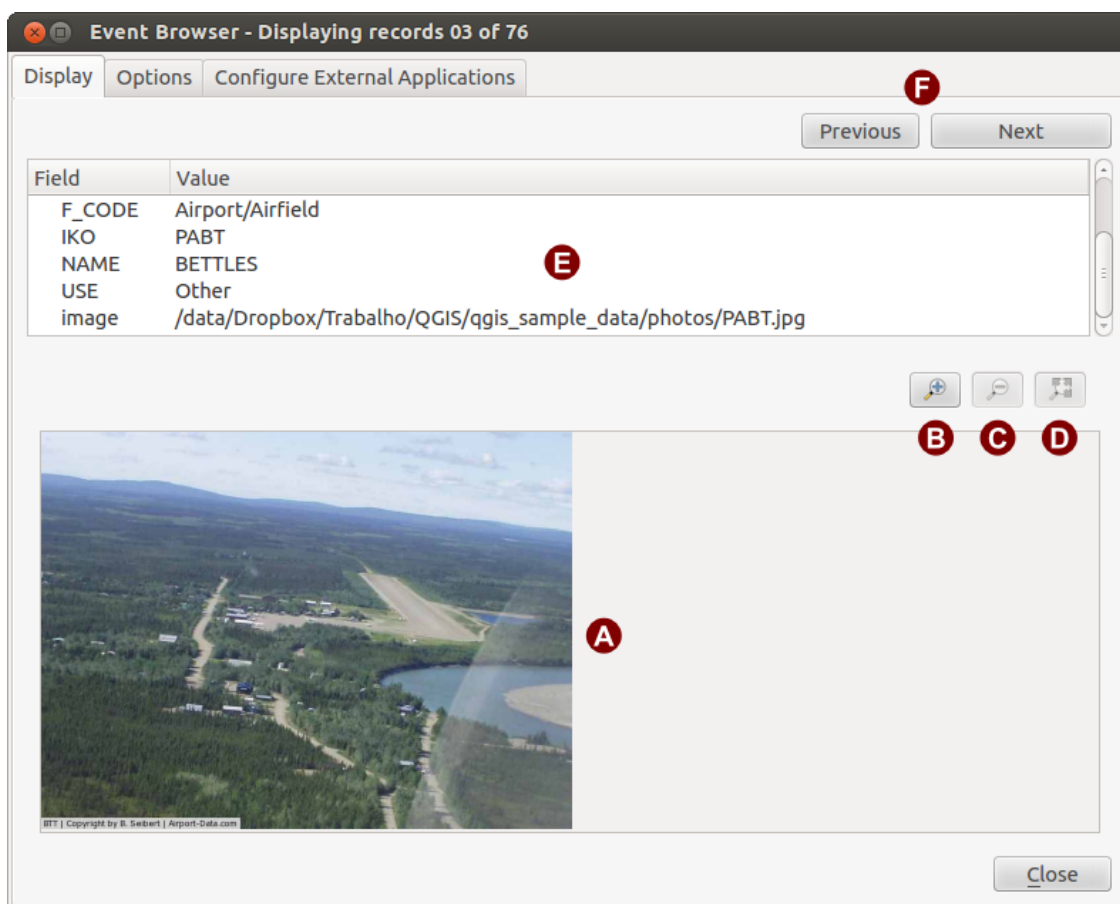 Event Browser - Displaying records 03 of 76
Display Options Configure External Applications
F
Previous Next
Field Value
F_CODE Airport/Airfield
IKO PABT
NAME BETTLES
E
USE Other
image /data/Dropbox/Trabalho/QGIS/qgis_sample_data/photos/PABT.jpg
B C D
A
BTT | Copyright by B. Seibert | Airport-Data.com
Close